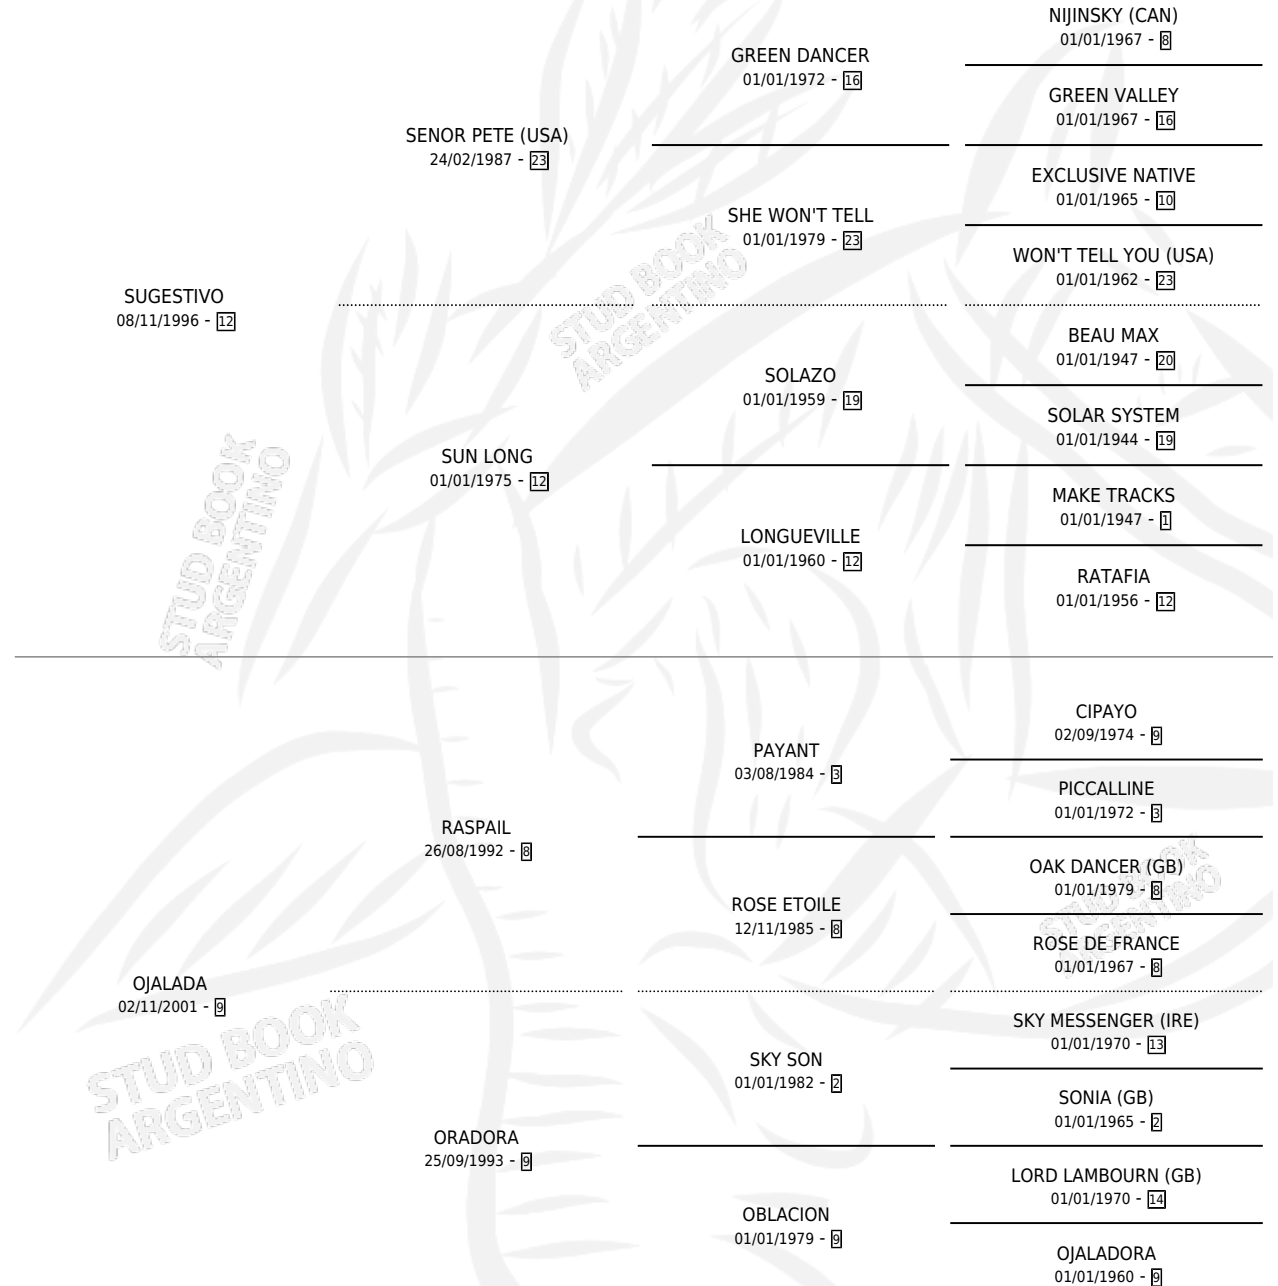 NIJINSKY (CAN)
01/01/1967 - 8
GREEN DANCER
01/01/1972 - 16
GREEN VALLEY
01/01/1967 - 16
SENOR PETE (USA)
24/02/1987 - 23
EXCLUSIVE NATIVE
01/01/1965 - 10
SHE WON'T TELL
01/01/1979 - 23
WON'T TELL YOU (USA)
01/01/1962 - 23
SUGESTIVO
08/11/1996 - 12
BEAU MAX
01/01/1947 - 20
SOLAZO
01/01/1959 - 19
SOLAR SYSTEM
01/01/1944 - 19
SUN LONG
01/01/1975 - 12
MAKE TRACKS
01/01/1947 - 1
LONGUEVILLE
01/01/1960 - 12
RATAFIA
01/01/1956 - 12
CIPAYO
02/09/1974 - 9
PAYANT
03/08/1984 - 3
PICCALLINE
01/01/1972 - 3
RASPAIL
26/08/1992 - 8
OAK DANCER (GB)
01/01/1979 - 8
ROSE ETOILE
12/11/1985 - 8
ROSE DE FRANCE
01/01/1967 - 8
OJALADA
02/11/2001 - 9
SKY MESSENGER (IRE)
01/01/1970 - 13
SKY SON
01/01/1982 - 2
SONIA (GB)
01/01/1965 - 2
ORADORA
25/09/1993 - 9
LORD LAMBOURN (GB)
01/01/1970 - 14
OBLACION
01/01/1979 - 9
OJALADORA
01/01/1960 - 9
STUD BOOK
ARGENTINO
STUD BOOK
ARGENTINO
STUD BOOK
ARGENTINO
STUD BOOK
ARGENTINO